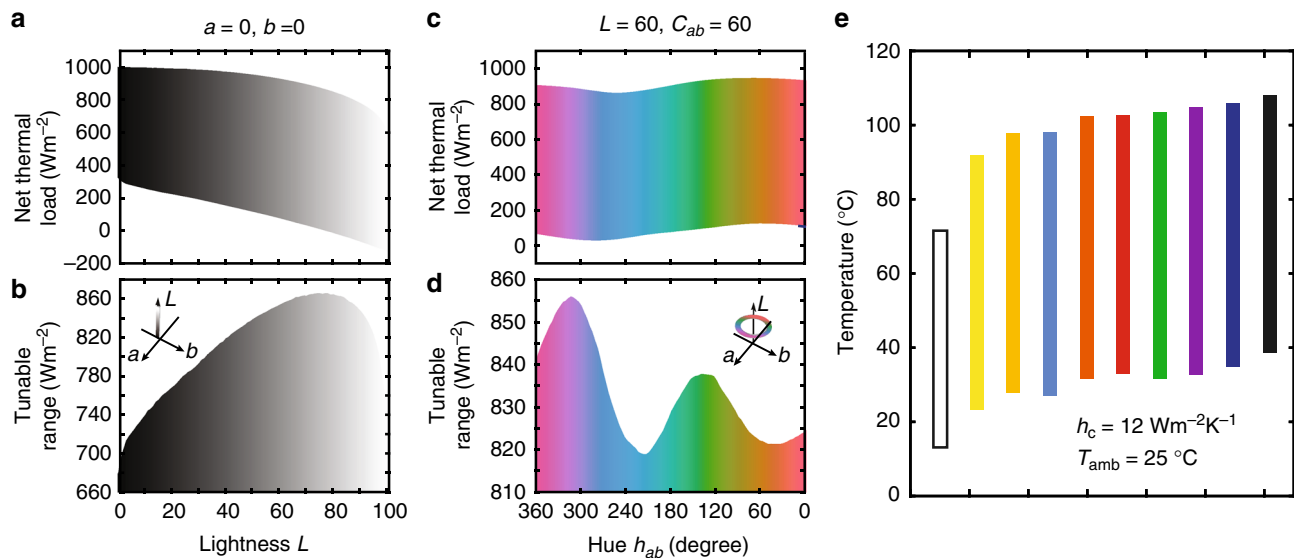 a
a = 0, b =0
Net thermal
load (Wm⁻²)
1000
800
600
400
200
0
−200
b
Tunable
range (Wm⁻²)
860
820
780
740
700
660
L
a
b
0 20 40 60 80 100
Lightness L
c
L = 60, C_ab = 60
Net thermal
load (Wm⁻²)
1000
800
600
400
200
0
d
Tunable
range (Wm⁻²)
860
850
840
830
820
810
L
a
b
360 300 240 180 120 60 0
Hue h_ab (degree)
e
Temperature (°C)
120
100
80
60
40
20
0
h_c = 12 Wm⁻²K⁻¹
T_amb = 25 °C